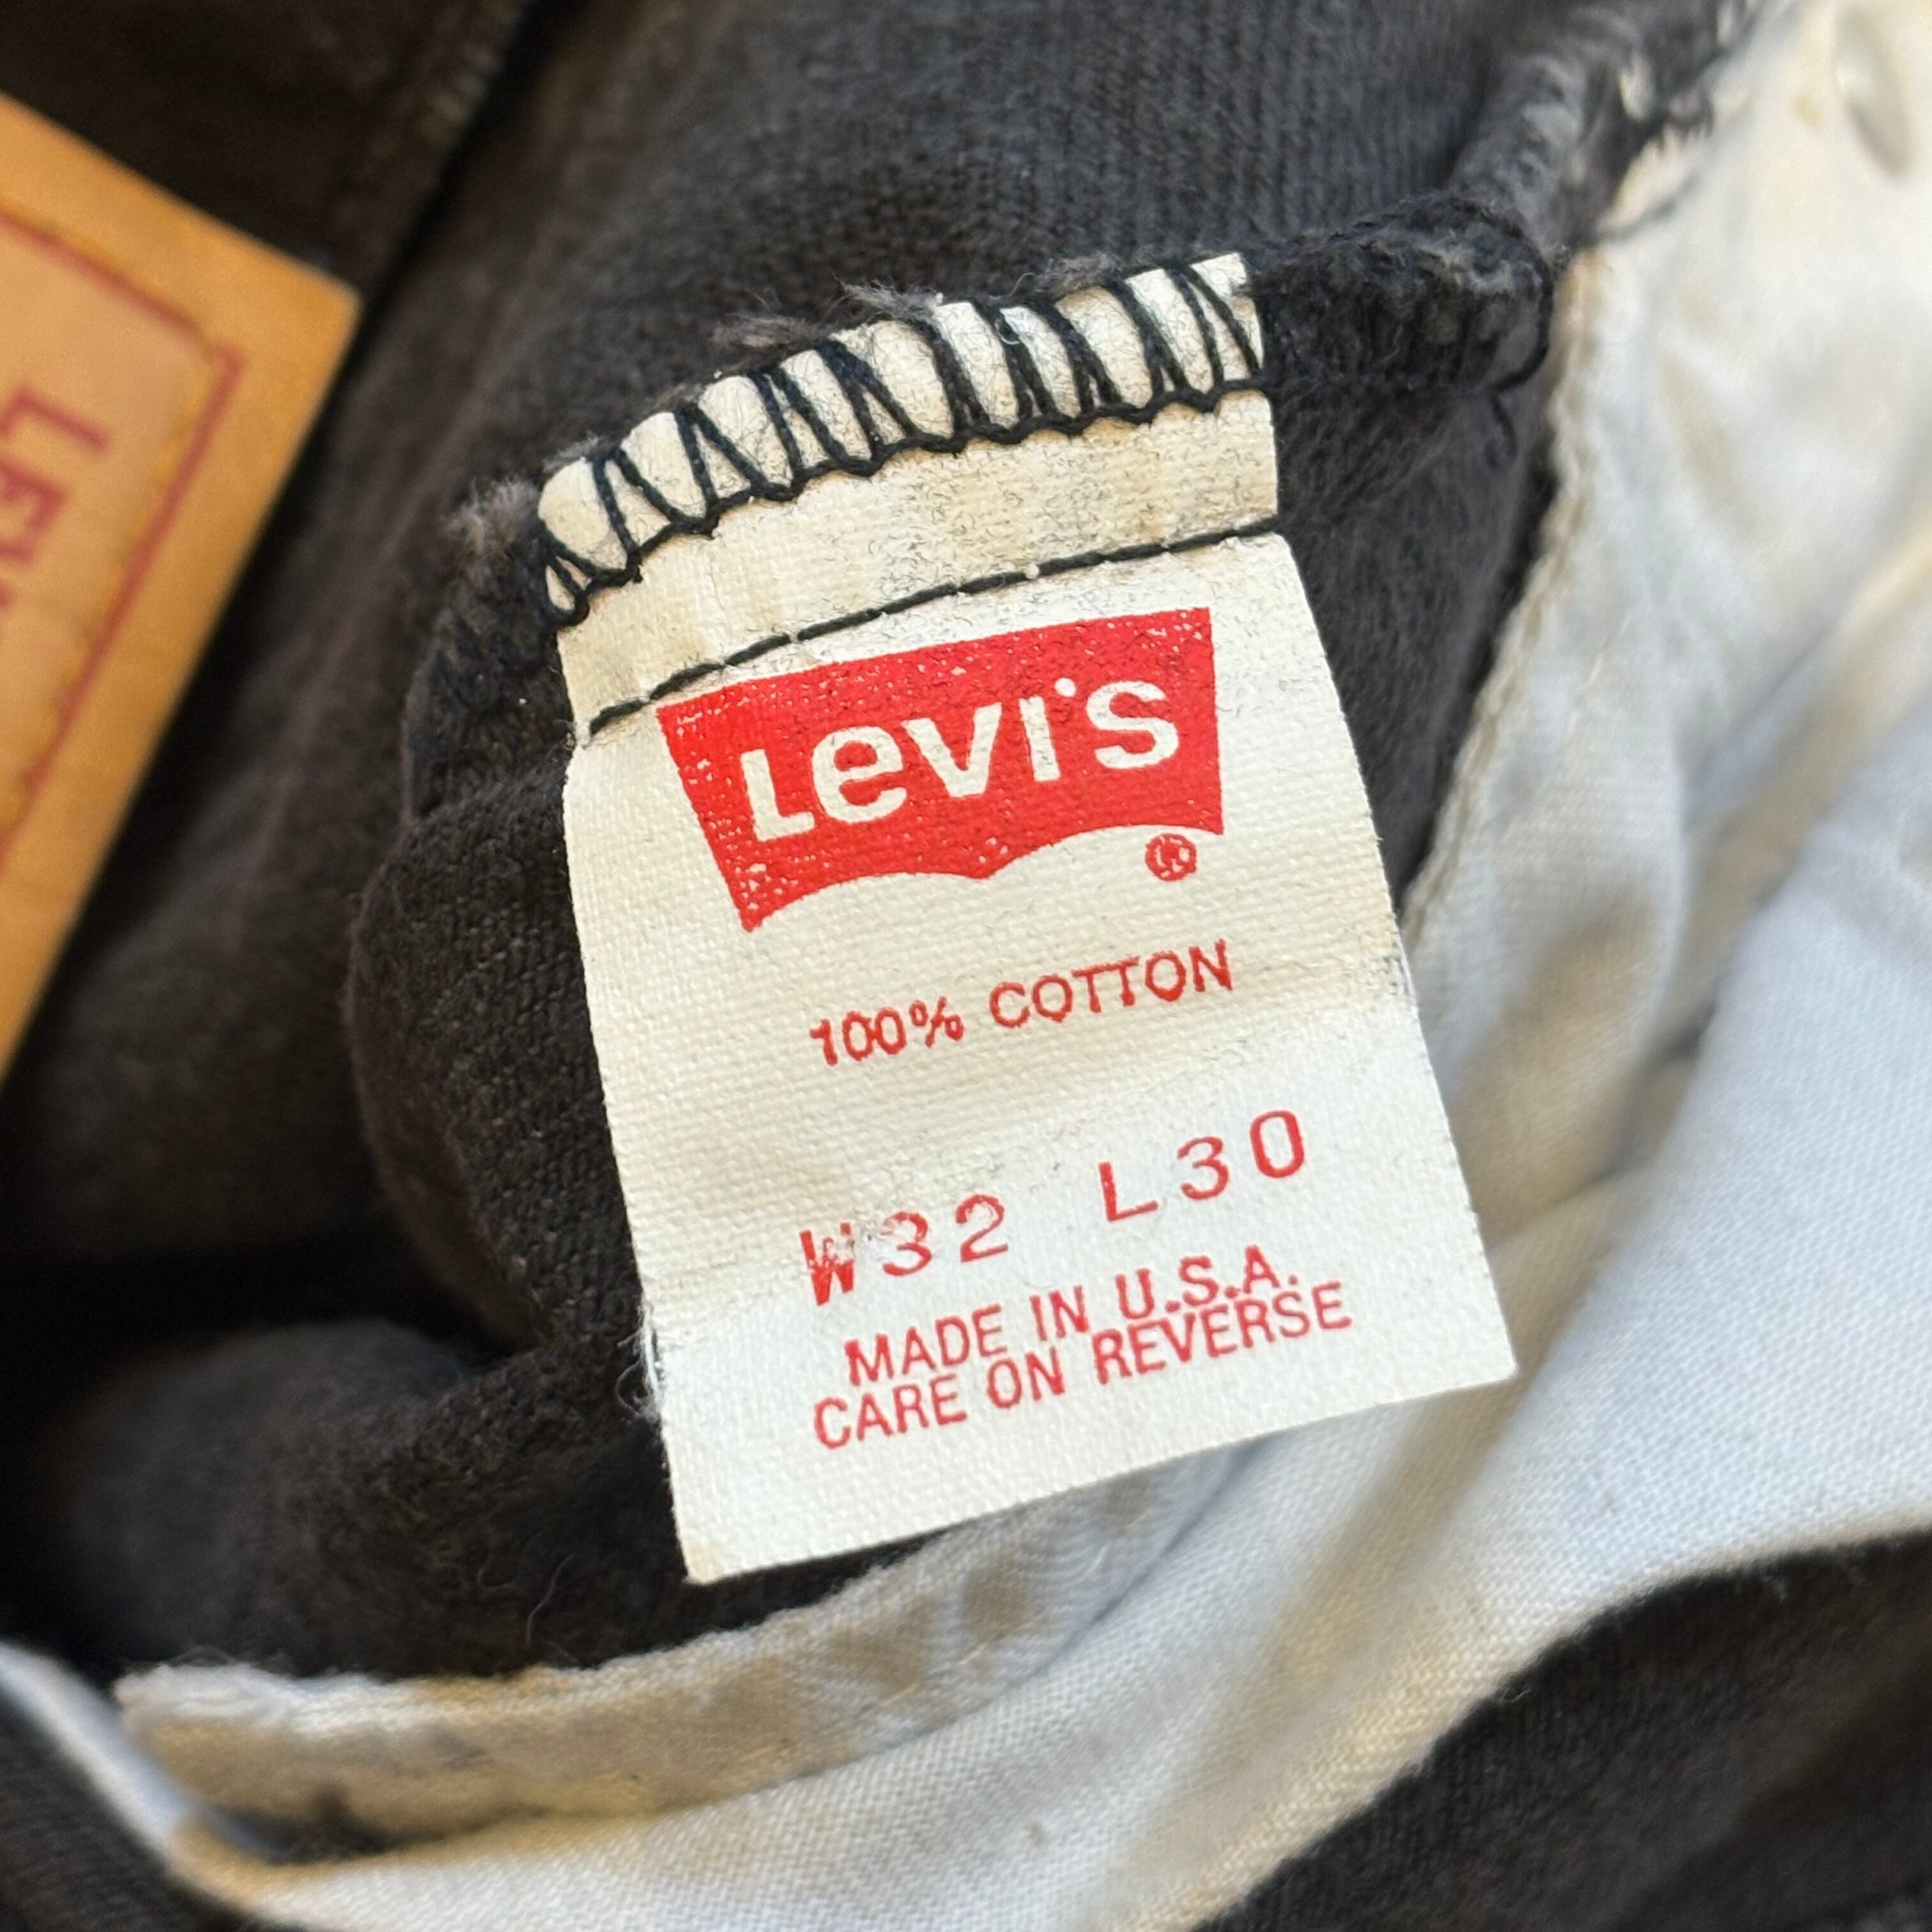 Levi's
®
100% COTTON
W32 L30
MADE IN U.S.A.
CARE ON REVERSE